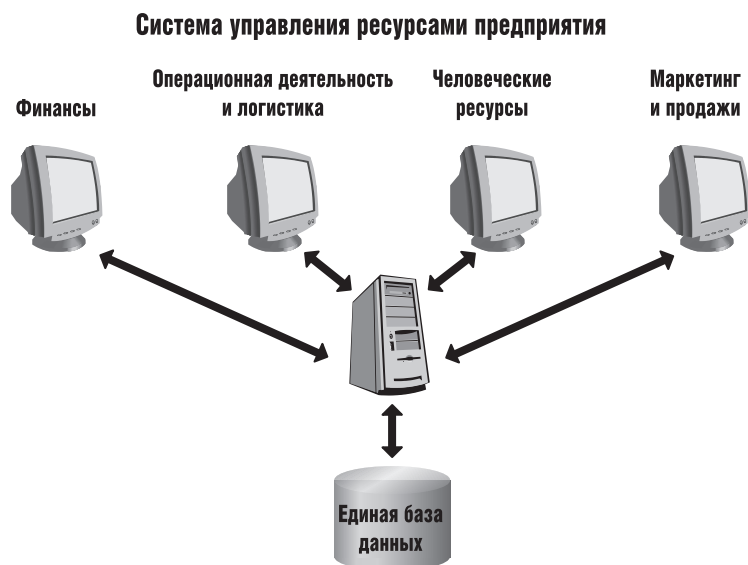 Система управления ресурсами предприятия
Финансы
Операционная деятельность
и логистика
Человеческие
ресурсы
Маркетинг
и продажи
Единая база
данных